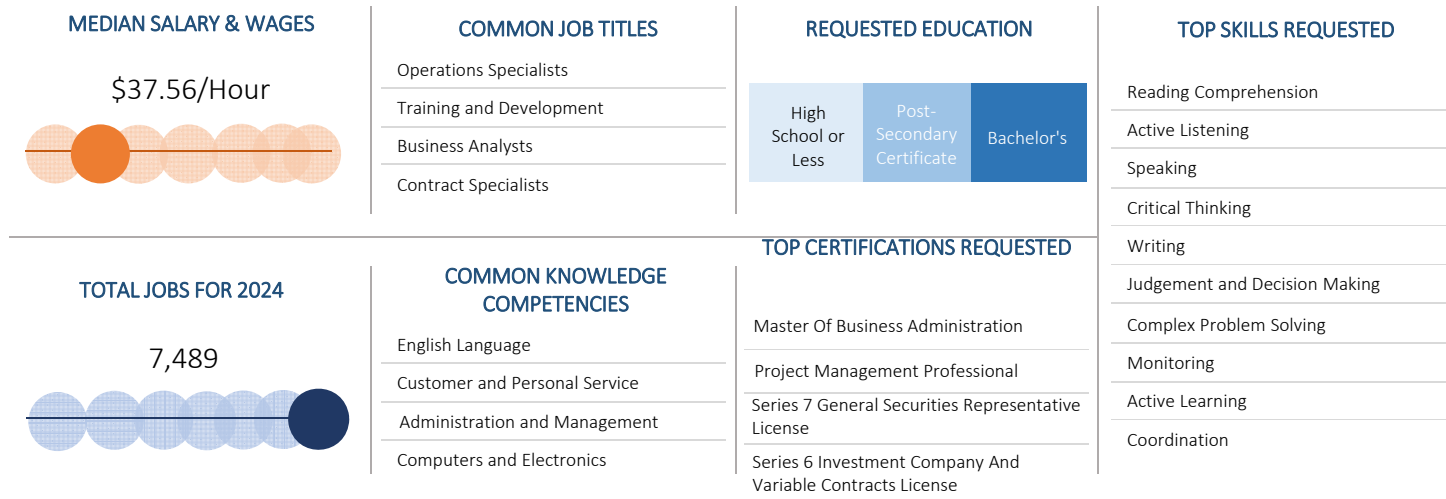 MEDIAN SALARY & WAGES
$37.56/Hour
COMMON JOB TITLES
Operations Specialists
Training and Development
Business Analysts
Contract Specialists
REQUESTED EDUCATION
High
School or
Less
Post-
Secondary
Certificate
Bachelor's
TOP SKILLS REQUESTED
Reading Comprehension
Active Listening
Speaking
Critical Thinking
Writing
Judgement and Decision Making
Complex Problem Solving
Monitoring
Active Learning
Coordination
TOTAL JOBS FOR 2024
7,489
COMMON KNOWLEDGE
COMPETENCIES
English Language
Customer and Personal Service
Administration and Management
Computers and Electronics
TOP CERTIFICATIONS REQUESTED
Master Of Business Administration
Project Management Professional
Series 7 General Securities Representative
License
Series 6 Investment Company And
Variable Contracts License